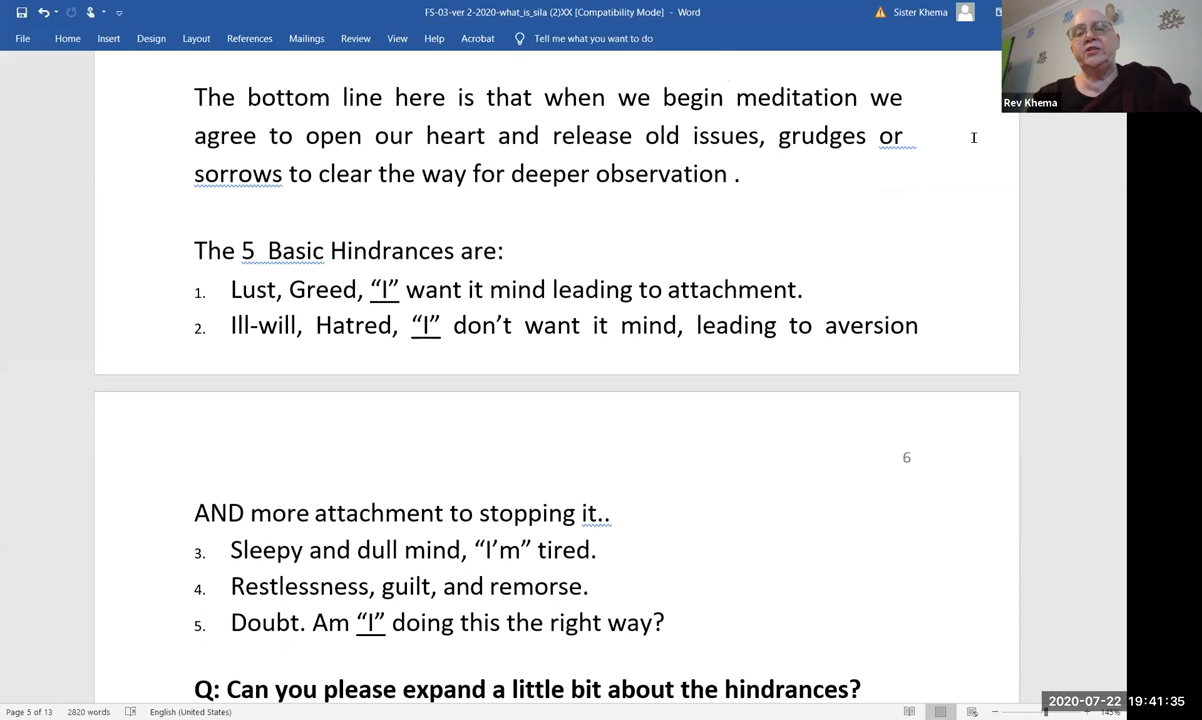 FS-03-ver 2-2020-what_is_sila (2)XX [Compatibility Mode] - Word
Sister Khema
File Home Insert Design Layout References Mailings Review View Help Acrobat Tell me what you want to do
Rev Khema
The bottom line here is that when we begin meditation we
agree to open our heart and release old issues, grudges or
sorrows to clear the way for deeper observation .
The 5 Basic Hindrances are:
1. Lust, Greed, “I” want it mind leading to attachment.
2. Ill-will, Hatred, “I” don’t want it mind, leading to aversion
6
AND more attachment to stopping it..
3. Sleepy and dull mind, “I’m” tired.
4. Restlessness, guilt, and remorse.
5. Doubt. Am “I” doing this the right way?
Q: Can you please expand a little bit about the hindrances?
2020-07-22 19:41:35
Page 5 of 13 2820 words English (United States) 145%